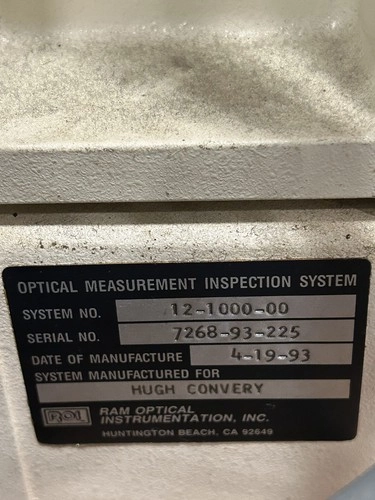 OPTICAL MEASUREMENT INSPECTION SYSTEM
SYSTEM NO. 12-1000-00
SERIAL NO. 7268-93-225
DATE OF MANUFACTURE 4-19-93
SYSTEM MANUFACTURED FOR
HUGH CONVERY
ROI RAM OPTICAL
INSTRUMENTATION, INC.
HUNTINGTON BEACH, CA 92649